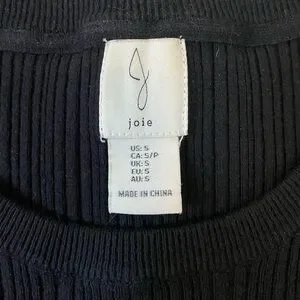 joie
US: S
CA: S/P
UK: S
EU: S
AU: S
MADE IN CHINA